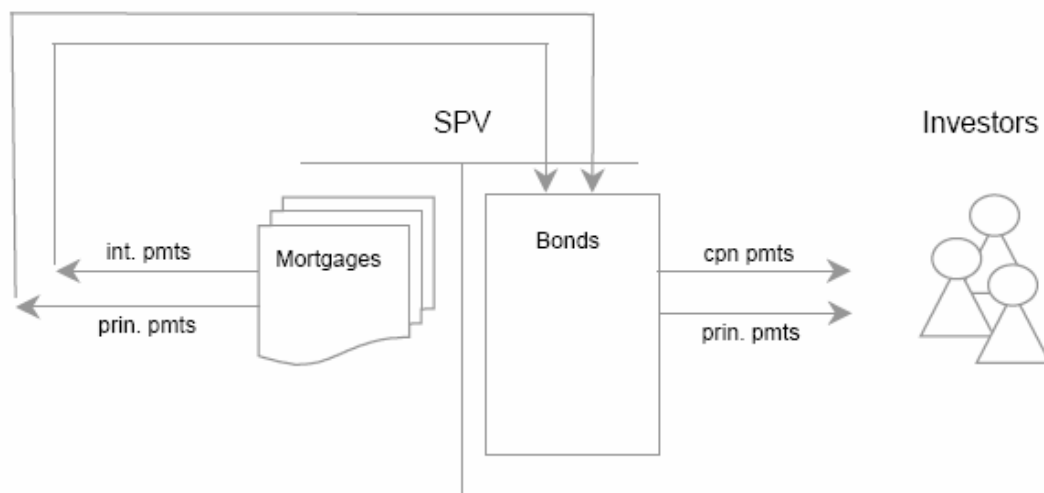 SPV
Investors
int. pmts
Mortgages
prin. pmts
Bonds
cpn pmts
prin. pmts